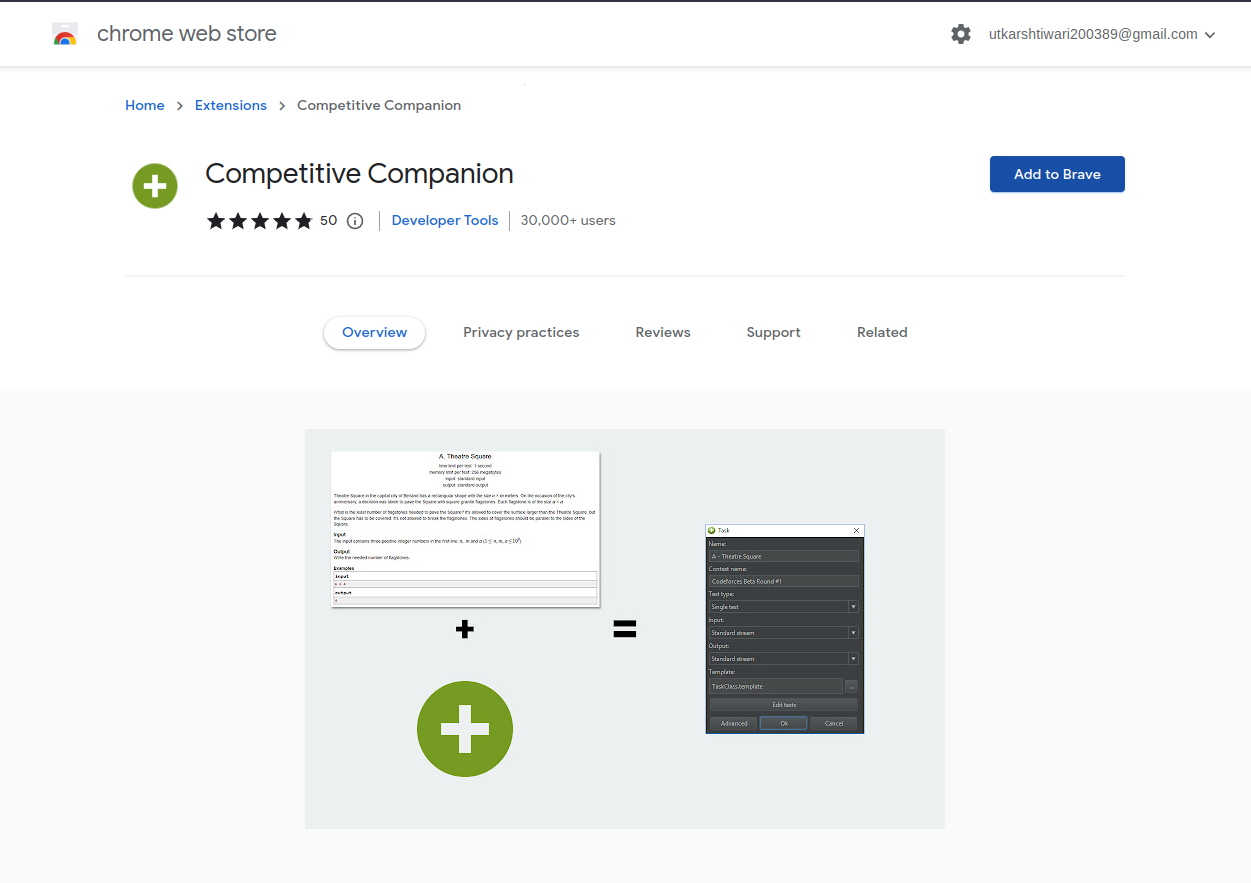 chrome web store
utkarshtiwari200389@gmail.com
Home > Extensions > Competitive Companion
Competitive Companion
Add to Brave
50
Developer Tools
30,000+ users
Overview
Privacy practices
Reviews
Support
Related
A. Theatre Square
time limit per test: 1 second
memory limit per test: 256 megabytes
input: standard input
output: standard output
Theatre Square in the capital city of Berland has a rectangular shape with the size n × m meters. On the occasion of the city's
anniversary, a decision was taken to pave the Square with square granite flagstones. Each flagstone is of the size a × a.
What is the least number of flagstones needed to pave the Square? It's allowed to cover the surface larger than the Theatre Square, but
the Square has to be covered. It's not allowed to break the flagstones. The sides of flagstones should be parallel to the sides of the
Square.
Input
The input contains three positive integer numbers in the first line: n, m and a (1 ≤ n, m, a ≤ 10⁹).
Output
Write the needed number of flagstones.
Examples
input
6 6 4
output
4
Task
Name:
A - Theatre Square
Contest name:
Codeforces Beta Round #1
Test type:
Single test
Input:
Standard stream
Output:
Standard stream
Template:
TaskClass.template
...
Edit tests
Advanced
Ok
Cancel